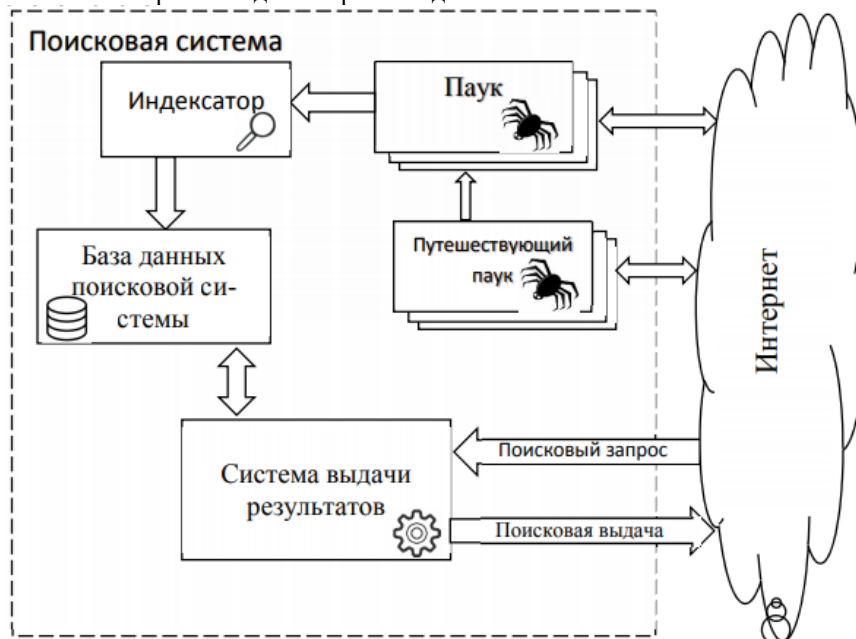 Поисковая система
Индексатор
Паук
База данных
поисковой си-
стемы
Путешествующий
паук
Интернет
Поисковый запрос
Система выдачи
результатов
Поисковая выдача